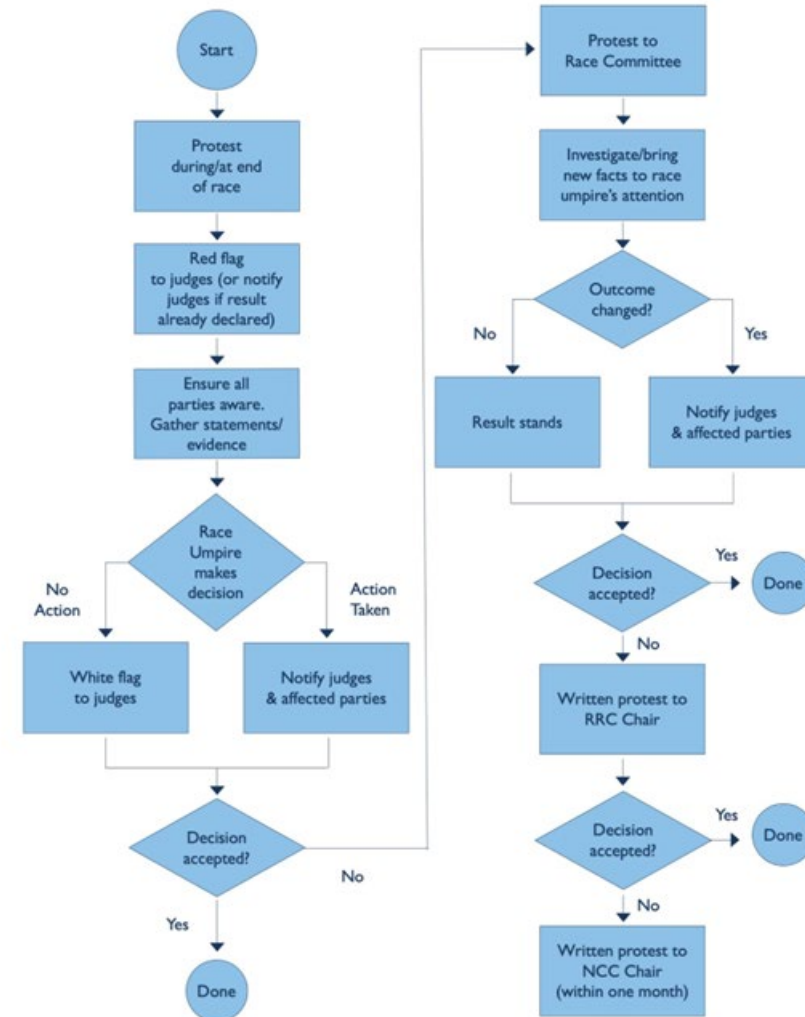 Start
Protest
during/at end
of race
Red flag
to judges (or notify
judges if result
already declared)
Ensure all
parties aware.
Gather statements/
evidence
Race
Umpire
makes
decision
No
Action
Action
Taken
White flag
to judges
Notify judges
& affected parties
Decision
accepted?
No
Yes
Done
Protest to
Race Committee
Investigate/bring
new facts to race
umpire's attention
Outcome
changed?
No
Yes
Result stands
Notify judges
& affected parties
Decision
accepted?
Yes
Done
No
Written protest to
RRC Chair
Decision
accepted?
Yes
Done
No
Written protest to
NCC Chair
(within one month)